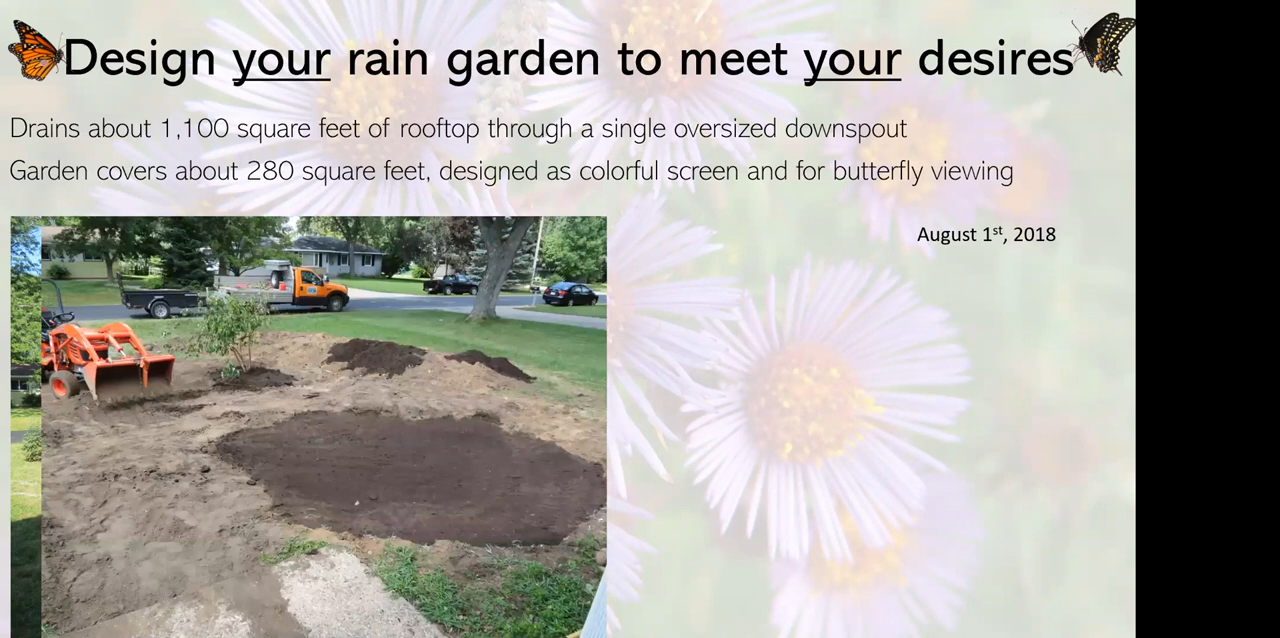 Design your rain garden to meet your desires
Drains about 1,100 square feet of rooftop through a single oversized downspout
Garden covers about 280 square feet, designed as colorful screen and for butterfly viewing
August 1st, 2018